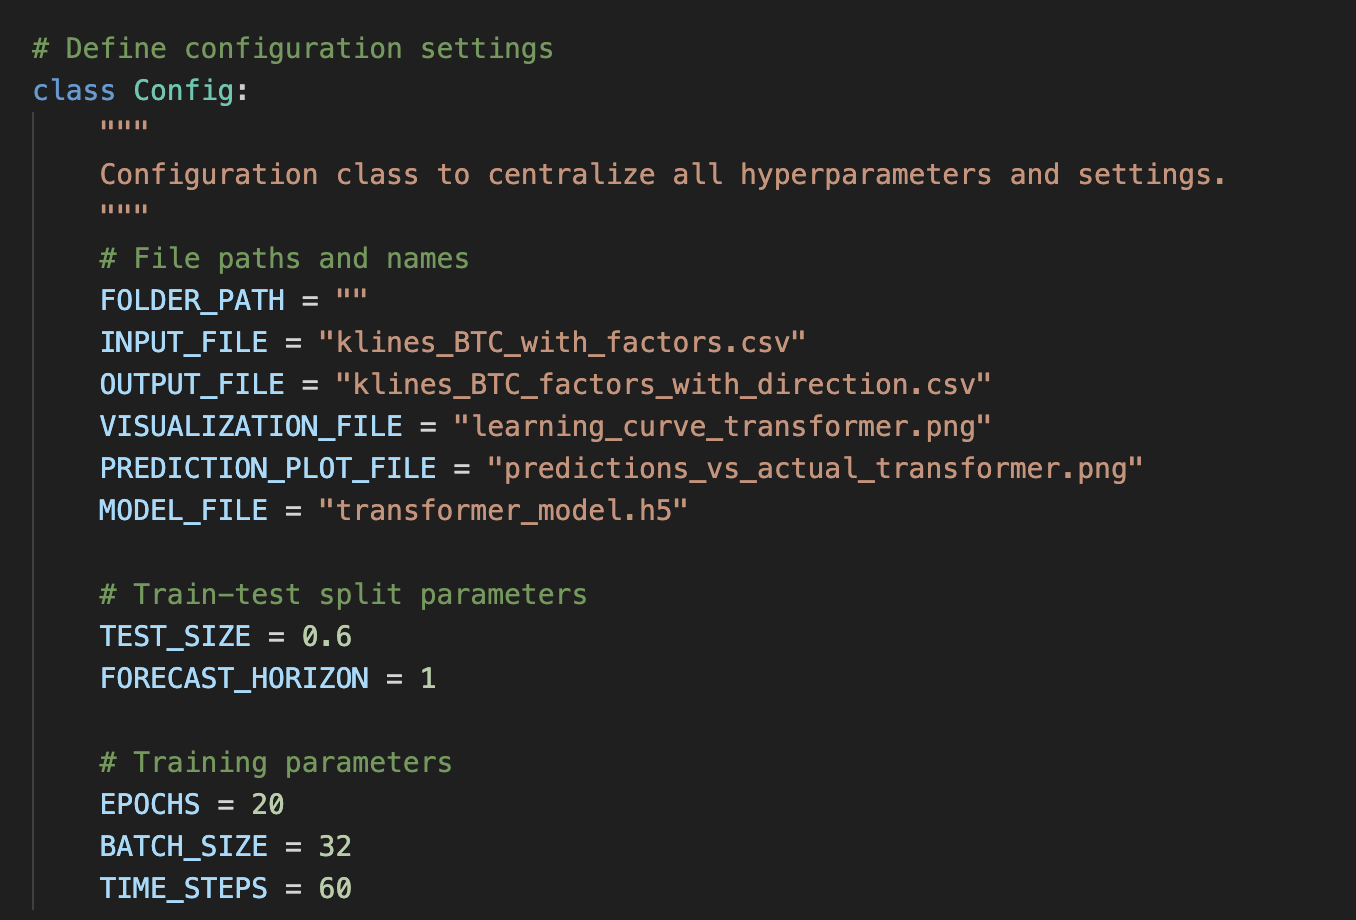 # Define configuration settings
class Config:
    """
    Configuration class to centralize all hyperparameters and settings.
    """
    # File paths and names
    FOLDER_PATH = ""
    INPUT_FILE = "klines_BTC_with_factors.csv"
    OUTPUT_FILE = "klines_BTC_factors_with_direction.csv"
    VISUALIZATION_FILE = "learning_curve_transformer.png"
    PREDICTION_PLOT_FILE = "predictions_vs_actual_transformer.png"
    MODEL_FILE = "transformer_model.h5"

    # Train-test split parameters
    TEST_SIZE = 0.6
    FORECAST_HORIZON = 1

    # Training parameters
    EPOCHS = 20
    BATCH_SIZE = 32
    TIME_STEPS = 60